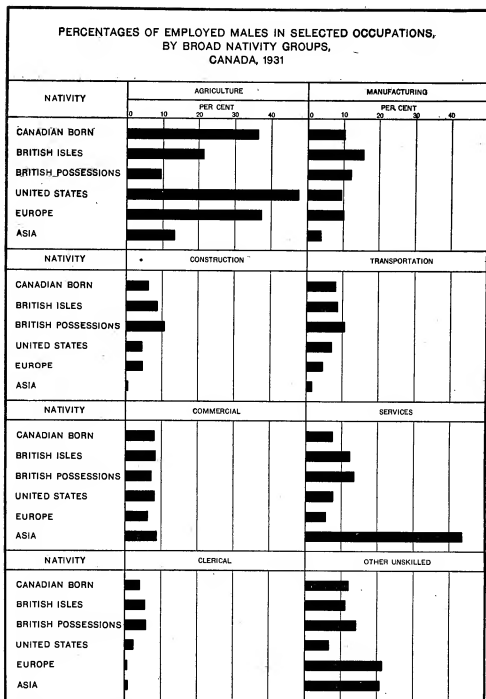 PERCENTAGES OF EMPLOYED MALES IN SELECTED OCCUPATIONS,
BY BROAD NATIVITY GROUPS,
CANADA, 1931
NATIVITY
AGRICULTURE
MANUFACTURING
PER CENT
PER CENT
0 10 20 30 40
0 10 20 30 40
CANADIAN BORN
BRITISH ISLES
BRITISH POSSESSIONS
UNITED STATES
EUROPE
ASIA
NATIVITY
CONSTRUCTION
TRANSPORTATION
CANADIAN BORN
BRITISH ISLES
BRITISH POSSESSIONS
UNITED STATES
EUROPE
ASIA
NATIVITY
COMMERCIAL
SERVICES
CANADIAN BORN
BRITISH ISLES
BRITISH POSSESSIONS
UNITED STATES
EUROPE
ASIA
NATIVITY
CLERICAL
OTHER UNSKILLED
CANADIAN BORN
BRITISH ISLES
BRITISH POSSESSIONS
UNITED STATES
EUROPE
ASIA